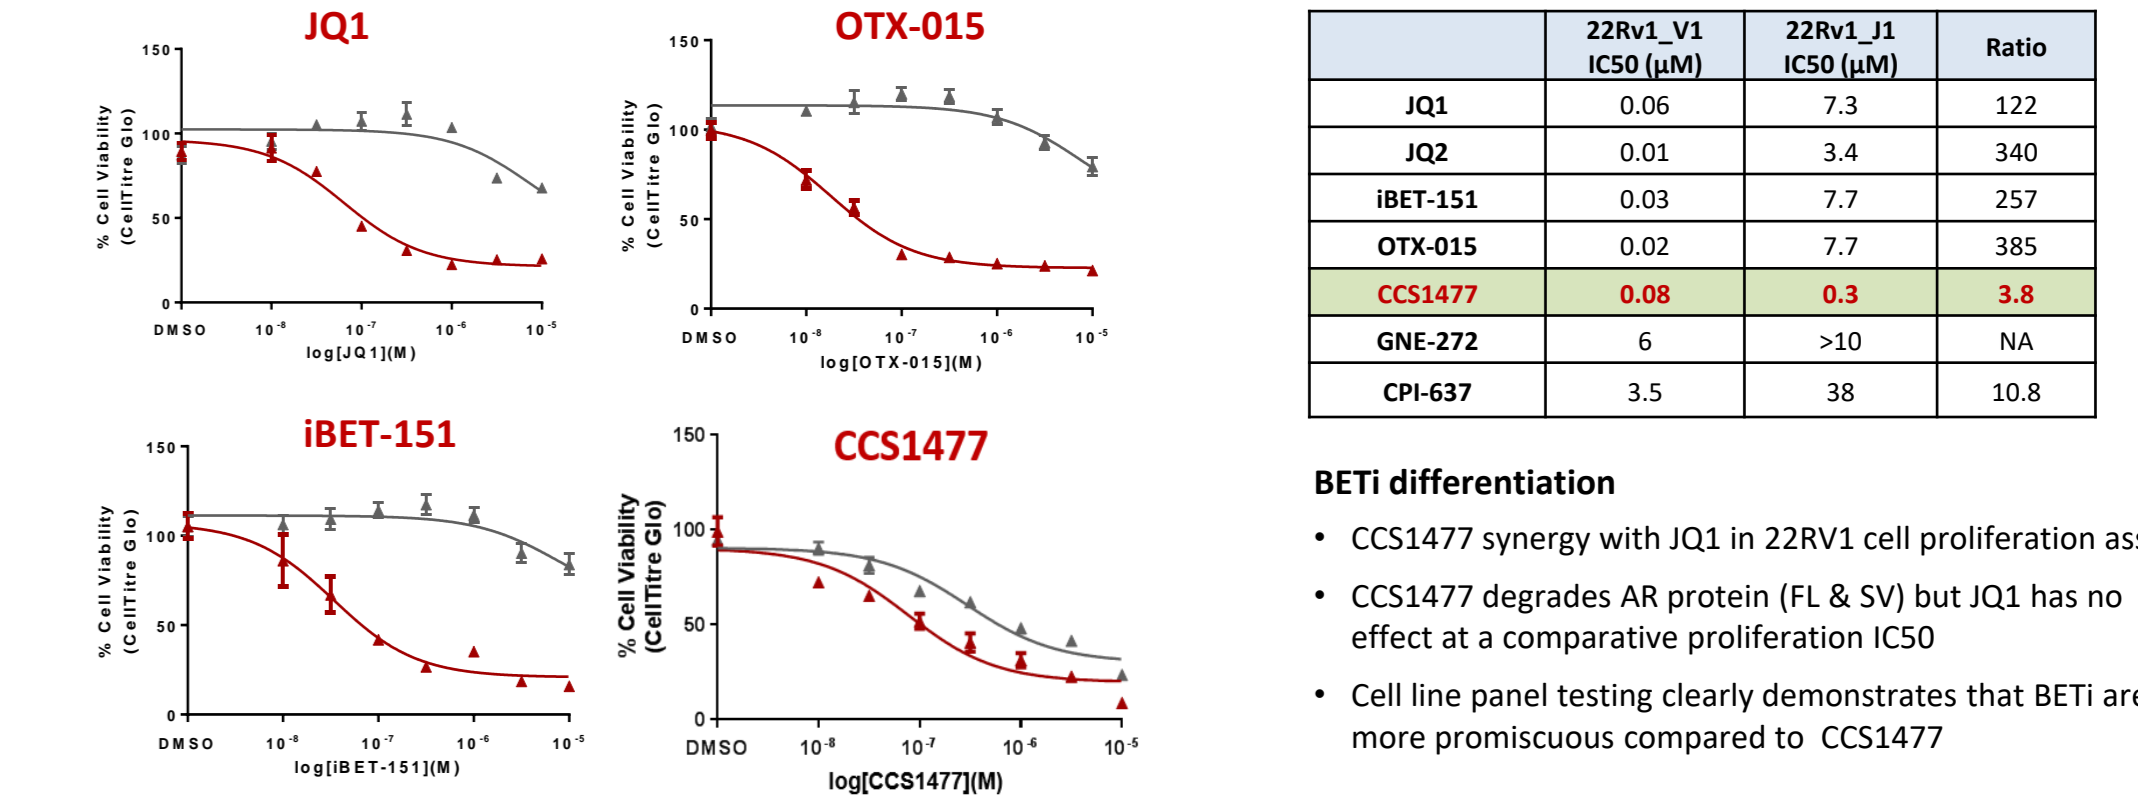 JQ1
150
100
50
0
% Cell Viability
(CellTitre Glo)
DMSO 10-8 10-7 10-6 10-5
log[JQ1](M)
OTX-015
150
100
50
0
% Cell Viability
(CellTitre Glo)
DMSO 10-8 10-7 10-6 10-5
log[OTX-015](M)
iBET-151
150
100
50
0
% Cell Viability
(CellTitre Glo)
DMSO 10-8 10-7 10-6 10-5
log[iBET-151](M)
CCS1477
150
100
50
0
% Cell Viability
(CellTitre Glo)
DMSO 10-8 10-7 10-6 10-5
log[CCS1477](M)
22Rv1_V1 22Rv1_J1 Ratio
IC50 (μM) IC50 (μM)
JQ1 0.06 7.3 122
JQ2 0.01 3.4 340
iBET-151 0.03 7.7 257
OTX-015 0.02 7.7 385
CCS1477 0.08 0.3 3.8
GNE-272 6 >10 NA
CPI-637 3.5 38 10.8
BETi differentiation
• CCS1477 synergy with JQ1 in 22RV1 cell proliferation
• CCS1477 degrades AR protein (FL & SV) but JQ1 has no
effect at a comparative proliferation IC50
• Cell line panel testing clearly demonstrates that BETi are
more promiscuous compared to CCS1477